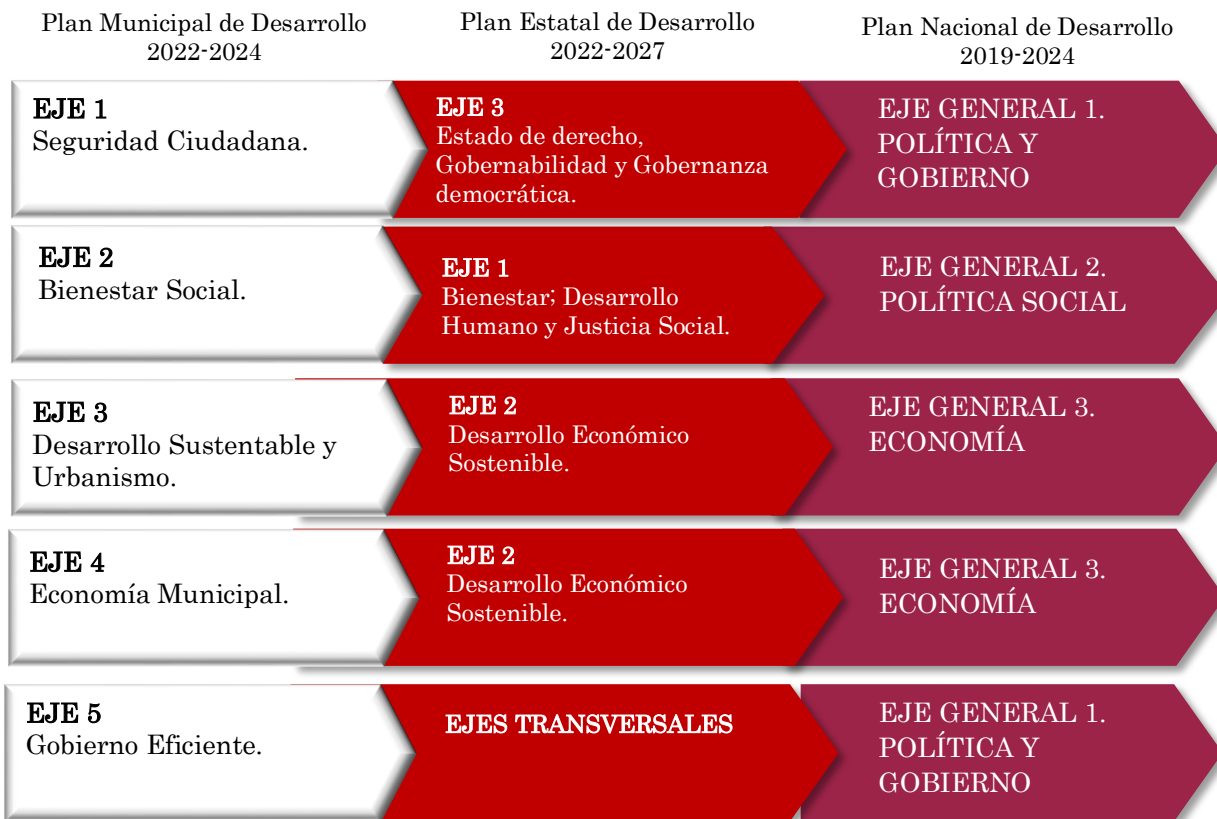 Plan Municipal de Desarrollo
2022-2024
Plan Estatal de Desarrollo
2022-2027
Plan Nacional de Desarrollo
2019-2024
EJE 1
Seguridad Ciudadana.
EJE 3
Estado de derecho,
Gobernabilidad y Gobernanza
democrática.
EJE GENERAL 1.
POLÍTICA Y
GOBIERNO
EJE 2
Bienestar Social.
EJE 1
Bienestar; Desarrollo
Humano y Justicia Social.
EJE GENERAL 2.
POLÍTICA SOCIAL
EJE 3
Desarrollo Sustentable y
Urbanismo.
EJE 2
Desarrollo Económico
Sostenible.
EJE GENERAL 3.
ECONOMÍA
EJE 4
Economía Municipal.
EJE 2
Desarrollo Económico
Sostenible.
EJE GENERAL 3.
ECONOMÍA
EJE 5
Gobierno Eficiente.
EJES TRANSVERSALES
EJE GENERAL 1.
POLÍTICA Y
GOBIERNO